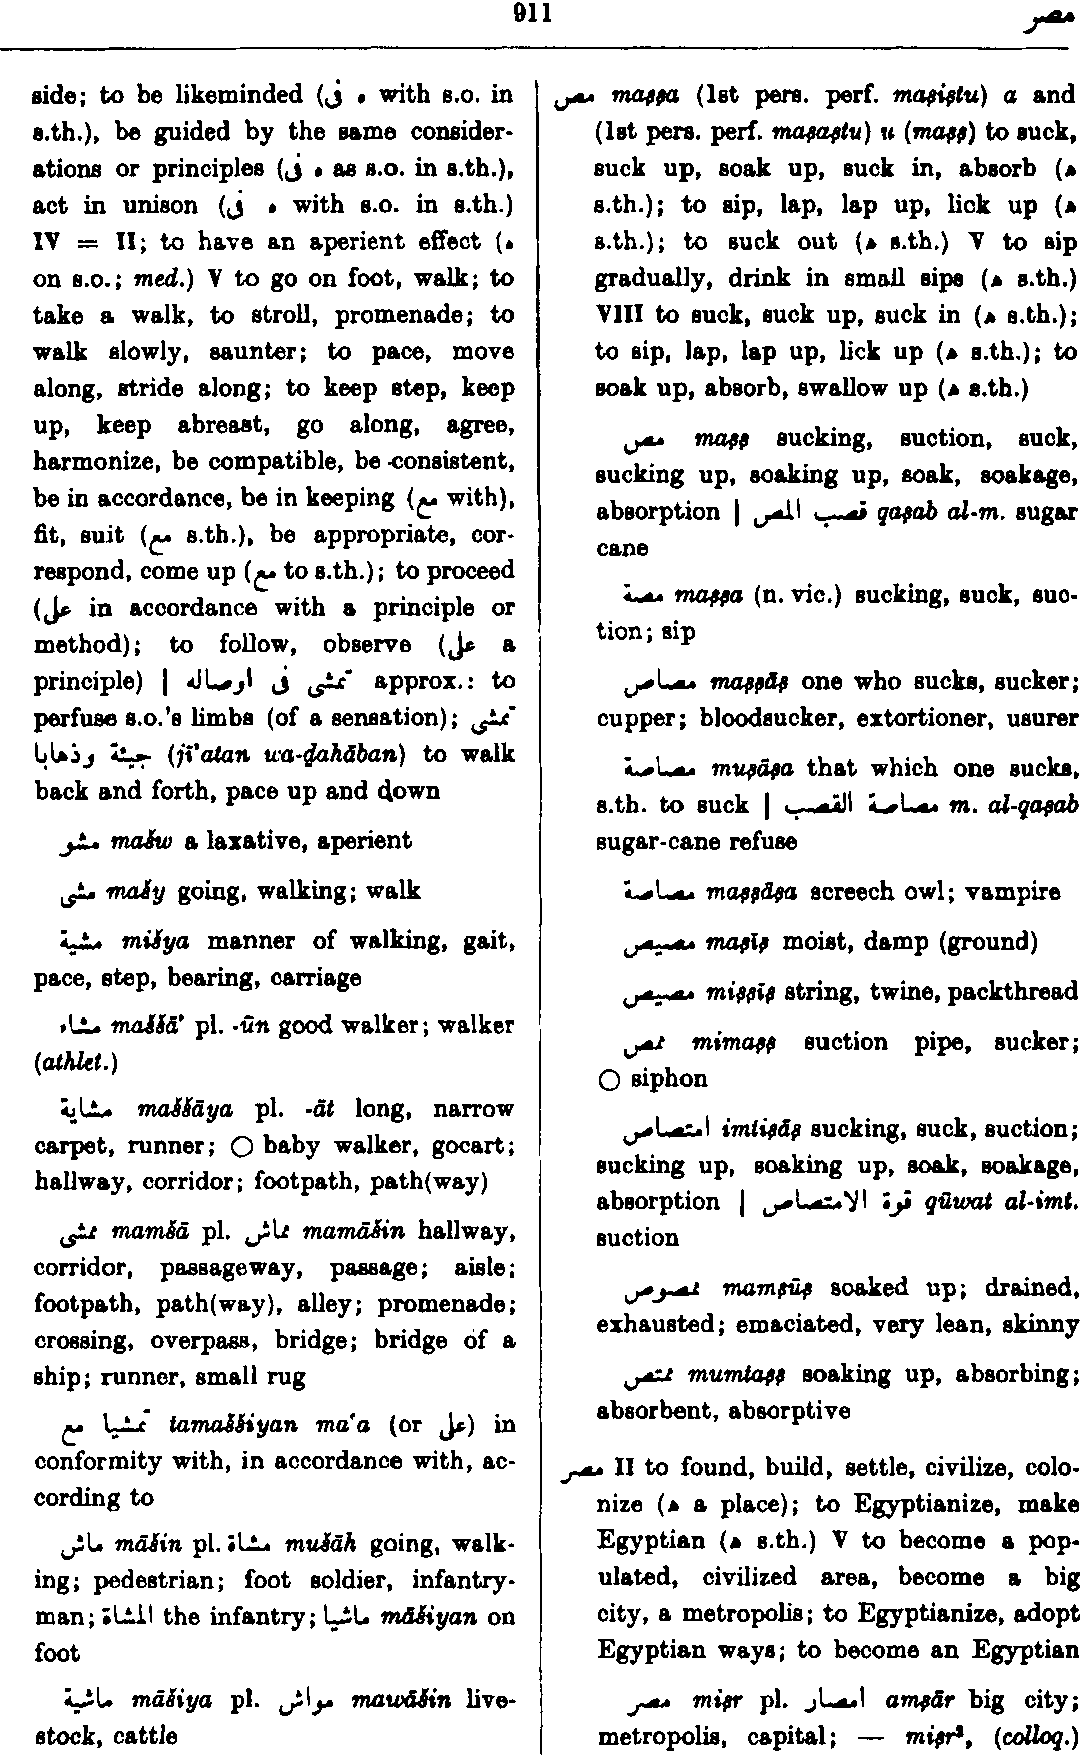 911
مصر
side; to be likeminded (ه فى with s.o. in
s.th.), be guided by the same consider-
ations or principles (ه فى as s.o. in s.th.),
act in unison (ه فى with s.o. in s.th.)
IV = II; to have an aperient effect (ه
on s.o.; med.) V to go on foot, walk; to
take a walk, to stroll, promenade; to
walk slowly, saunter; to pace, move
along, stride along; to keep step, keep
up, keep abreast, go along, agree,
harmonize, be compatible, be consistent,
be in accordance, be in keeping (مع with),
fit, suit (مع s.th.), be appropriate, cor-
respond, come up (مع to s.th.); to proceed
(على in accordance with a principle or
method); to follow, observe (على a
principle) | تمشى فى اوصاله approx.: to
perfuse s.o.'s limbs (of a sensation); تمشى
جيئة وذهابا (jī'atan wa-ḏahāban) to walk
back and forth, pace up and down
مشو mašw a laxative, aperient
مشى mašy going, walking; walk
مشية mišya manner of walking, gait,
pace, step, bearing, carriage
مشاء maššā' pl. -ūn good walker; walker
(athlet.)
مشاية maššāya pl. -āt long, narrow
carpet, runner; ○ baby walker, gocart;
hallway, corridor; footpath, path(way)
ممشى mamšā pl. مماش mamāšin hallway,
corridor, passageway, passage; aisle;
footpath, path(way), alley; promenade;
crossing, overpass, bridge; bridge of a
ship; runner, small rug
تمشيا مع tamaššiyan ma'a (or على) in
conformity with, in accordance with, ac-
cording to
ماش māšin pl. مشاة mušāh going, walk-
ing; pedestrian; foot soldier, infantry-
man; المشاة the infantry; ماشيا māšiyan on
foot
ماشية māšiya pl. مواش mawāšin live-
stock, cattle
مص maṣṣa (1st pers. perf. maṣiṣtu) a and
(1st pers. perf. maṣaṣtu) u (maṣṣ) to suck,
suck up, soak up, suck in, absorb (ه
s.th.); to sip, lap, lap up, lick up (ه
s.th.); to suck out (ه s.th.) V to sip
gradually, drink in small sips (ه s.th.)
VIII to suck, suck up, suck in (ه s.th.);
to sip, lap, lap up, lick up (ه s.th.); to
soak up, absorb, swallow up (ه s.th.)
مص maṣṣ sucking, suction, suck,
sucking up, soaking up, soak, soakage,
absorption | قصب المص qaṣab al-m. sugar
cane
مصة maṣṣa (n. vic.) sucking, suck, suc-
tion; sip
مصاص maṣṣāṣ one who sucks, sucker;
cupper; bloodsucker, extortioner, usurer
مصاصة muṣāṣa that which one sucks,
s.th. to suck | مصاصة القصب m. al-qaṣab
sugar-cane refuse
مصاصة maṣṣāṣa screech owl; vampire
مصيص maṣīṣ moist, damp (ground)
مصيص miṣṣīṣ string, twine, packthread
ممص mimaṣṣ suction pipe, sucker;
○ siphon
امتصاص imtiṣāṣ sucking, suck, suction;
sucking up, soaking up, soak, soakage,
absorption | قوة الامتصاص qūwat al-imt.
suction
ممصوص mamṣūṣ soaked up; drained,
exhausted; emaciated, very lean, skinny
ممتص mumtaṣṣ soaking up, absorbing;
absorbent, absorptive
مصر II to found, build, settle, civilize, colo-
nize (ه a place); to Egyptianize, make
Egyptian (ه s.th.) V to become a pop-
ulated, civilized area, become a big
city, a metropolis; to Egyptianize, adopt
Egyptian ways; to become an Egyptian
مصر miṣr pl. امصار amṣār big city;
metropolis, capital; — miṣr², (colloq.)